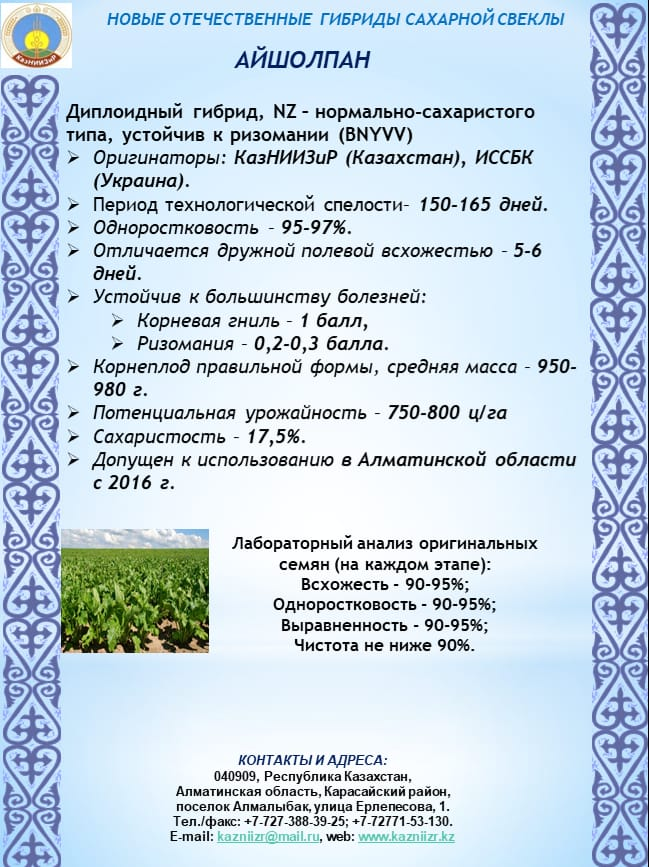 КазНИИЗиР
НОВЫЕ ОТЕЧЕСТВЕННЫЕ ГИБРИДЫ САХАРНОЙ СВЕКЛЫ
АЙШОЛПАН
Диплоидный гибрид, NZ – нормально-сахаристого
типа, устойчив к ризомании (BNYVV)
➢ Оригинаторы: КазНИИЗиР (Казахстан), ИССБК
(Украина).
➢ Период технологической спелости– 150-165 дней.
➢ Одноростковость – 95-97%.
➢ Отличается дружной полевой всхожестью – 5-6
дней.
➢ Устойчив к большинству болезней:
➢ Корневая гниль – 1 балл,
➢ Ризомания – 0,2-0,3 балла.
➢ Корнеплод правильной формы, средняя масса – 950-
980 г.
➢ Потенциальная урожайность – 750-800 ц/га
➢ Сахаристость – 17,5%.
➢ Допущен к использованию в Алматинской области
с 2016 г.
Лабораторный анализ оригинальных
семян (на каждом этапе):
Всхожесть - 90-95%;
Одноростковость - 90-95%;
Выравненность - 90-95%;
Чистота не ниже 90%.
КОНТАКТЫ И АДРЕСА:
040909, Республика Казахстан,
Алматинская область, Карасайский район,
поселок Алмалыбак, улица Ерлепесова, 1.
Тел./факс: +7-727-388-39-25; +7-72771-53-130.
E-mail: kazniizr@mail.ru, web: www.kazniizr.kz